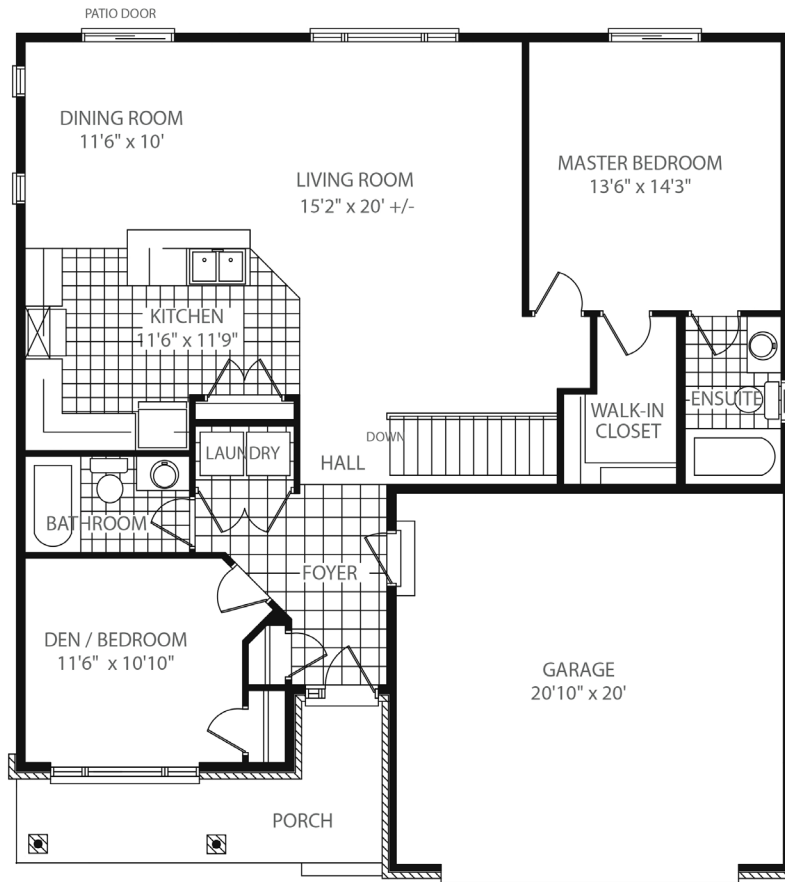 PATIO DOOR
DINING ROOM
11'6" x 10'
LIVING ROOM
15'2" x 20' +/-
MASTER BEDROOM
13'6" x 14'3"
KITCHEN
11'6" x 11'9"
WALK-IN
CLOSET
ENSUITE
DOWN
LAUNDRY
HALL
BATHROOM
FOYER
DEN / BEDROOM
11'6" x 10'10"
GARAGE
20'10" x 20'
PORCH